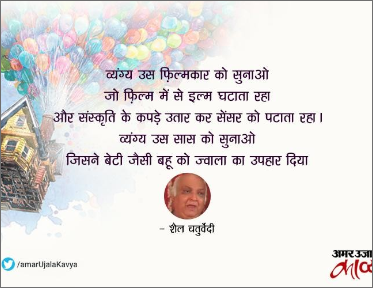 व्यंग्य उस फ़िल्मकार को सुनाओ
जो फ़िल्म में से इल्म घटाता रहा
और संस्कृति के कपड़े उतार कर सेंसर को पटाता रहा।
व्यंग्य उस सास को सुनाओ
जिसने बेटी जैसी बहू को ज्वाला का उपहार दिया
- शैल चतुर्वेदी
/amarUjalaKavya
अमर उजा